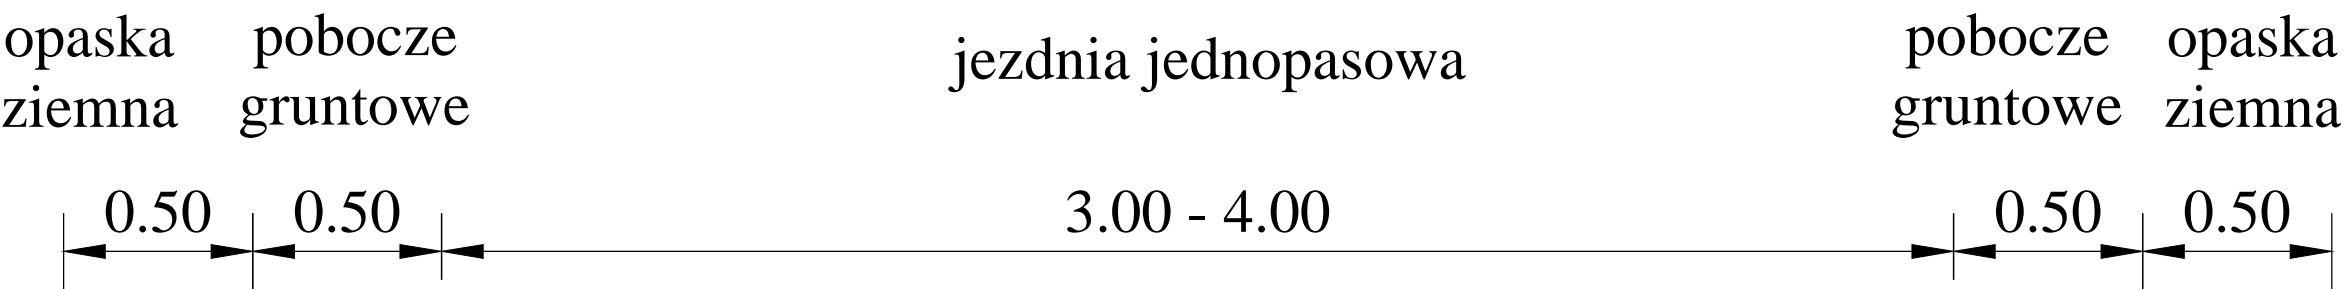 opaska pobocze jezdnia jednopasowa pobocze opaska
ziemna gruntowe gruntowe ziemna
0.50 0.50 3.00 - 4.00 0.50 0.50